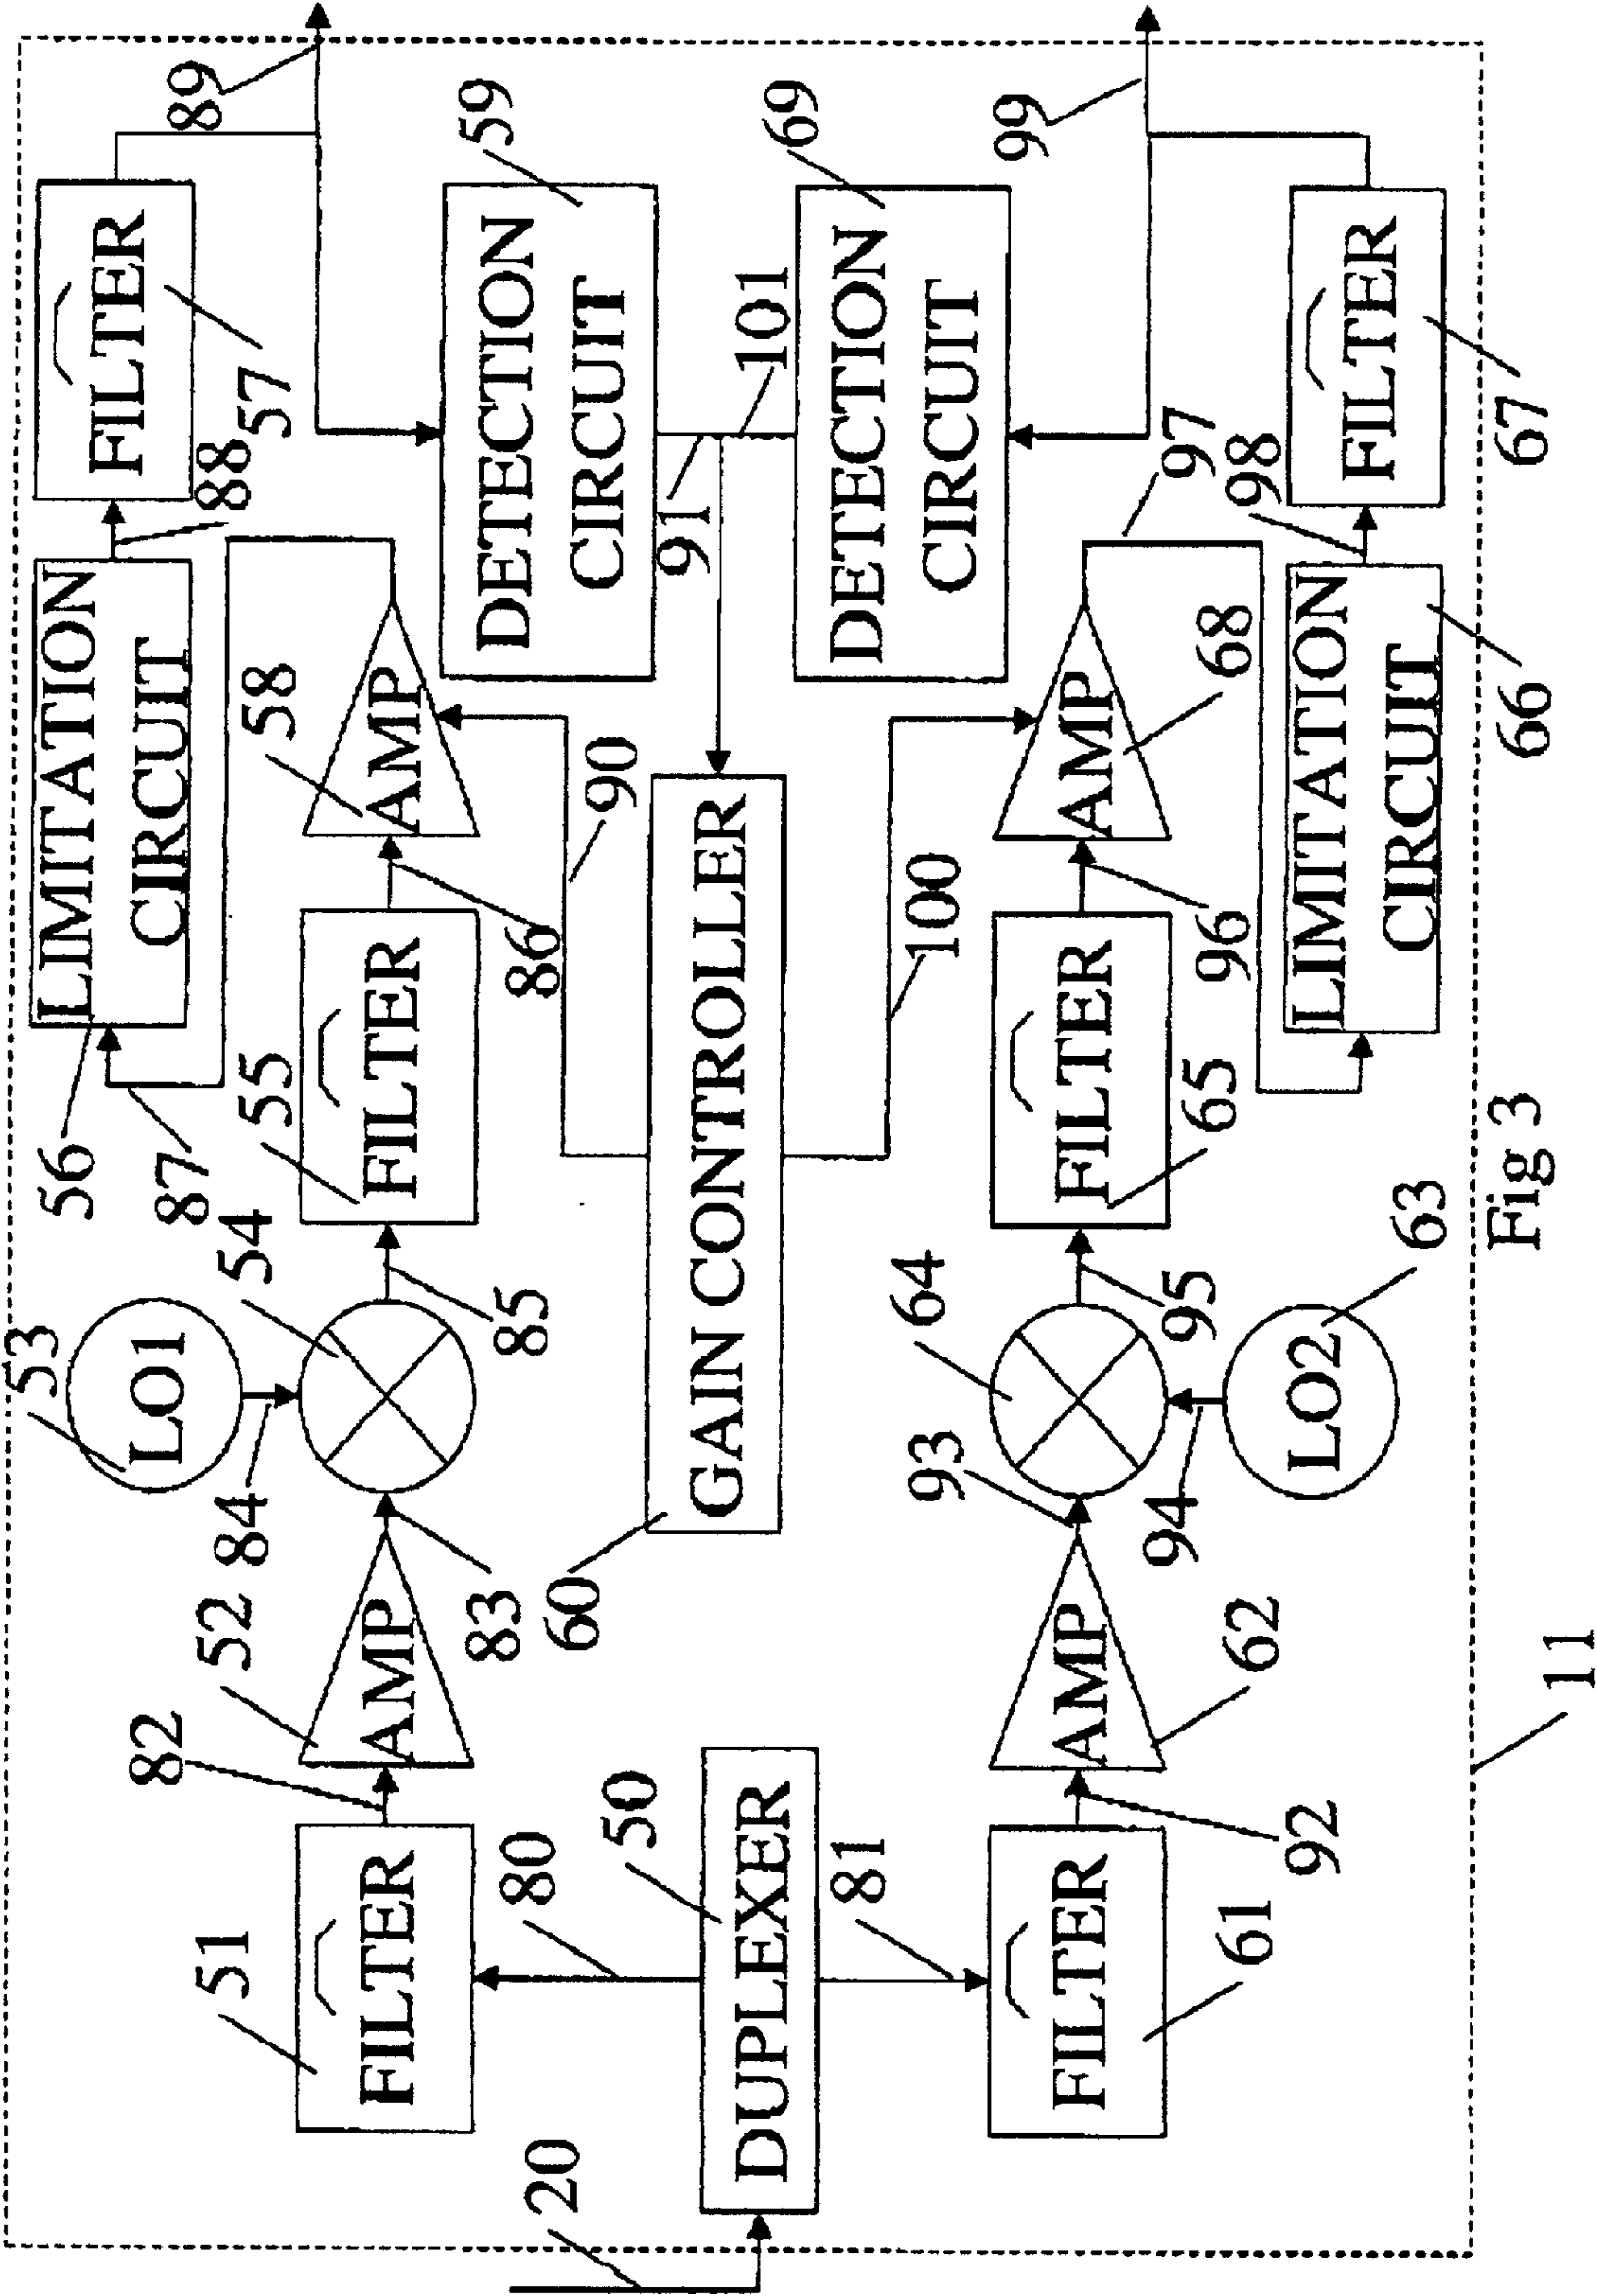 56
LIMITATION
CIRCUIT
88
FILTER
57
89
87
53
LO1
84
54
55
58
51
FILTER
82
52
AMP
83
85
FILTER
86
AMP
90
59
DETECTION
CIRCUIT
80
60
GAIN CONTROLLER
91
101
20
50
DUPLEXER
81
69
DETECTION
CIRCUIT
100
93
64
99
FILTER
61
92
AMP
62
94
95
FILTER
65
96
AMP
68
97
98
LO2
63
LIMITATION
CIRCUIT
66
FILTER
67
11
Fig 3